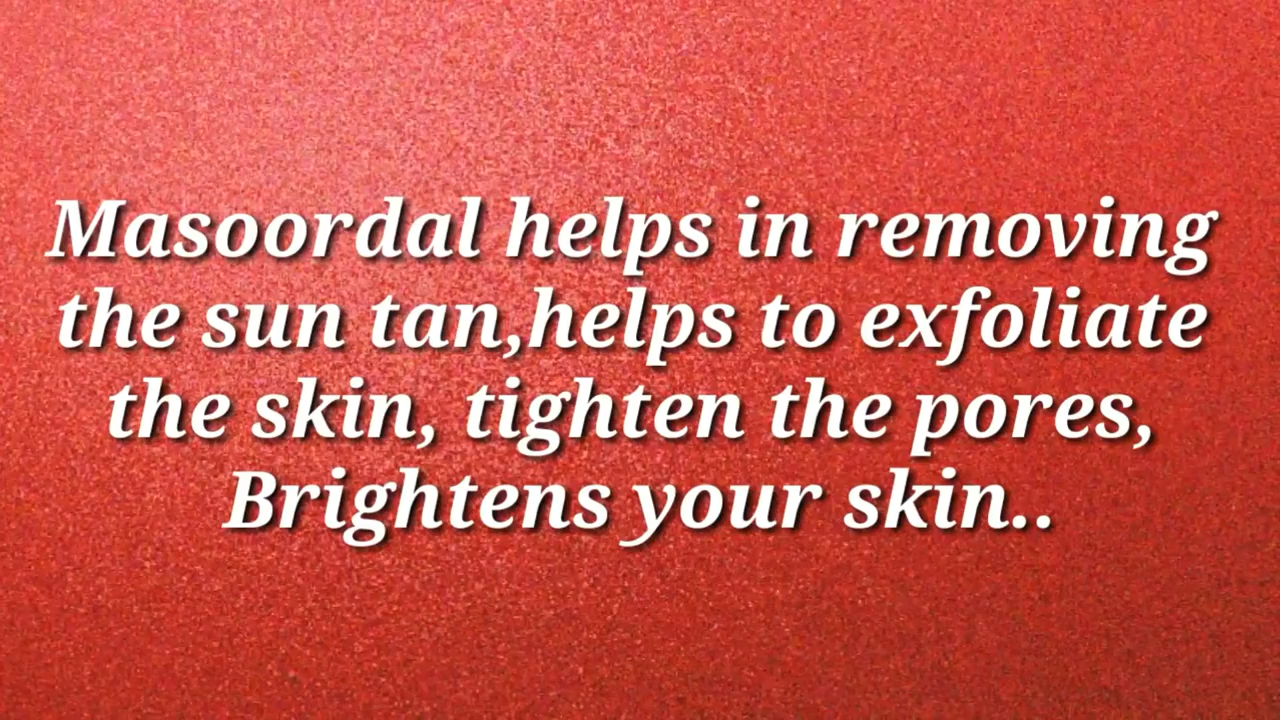 Masoordal helps in removing
the sun tan,helps to exfoliate
the skin, tighten the pores,
Brightens your skin..